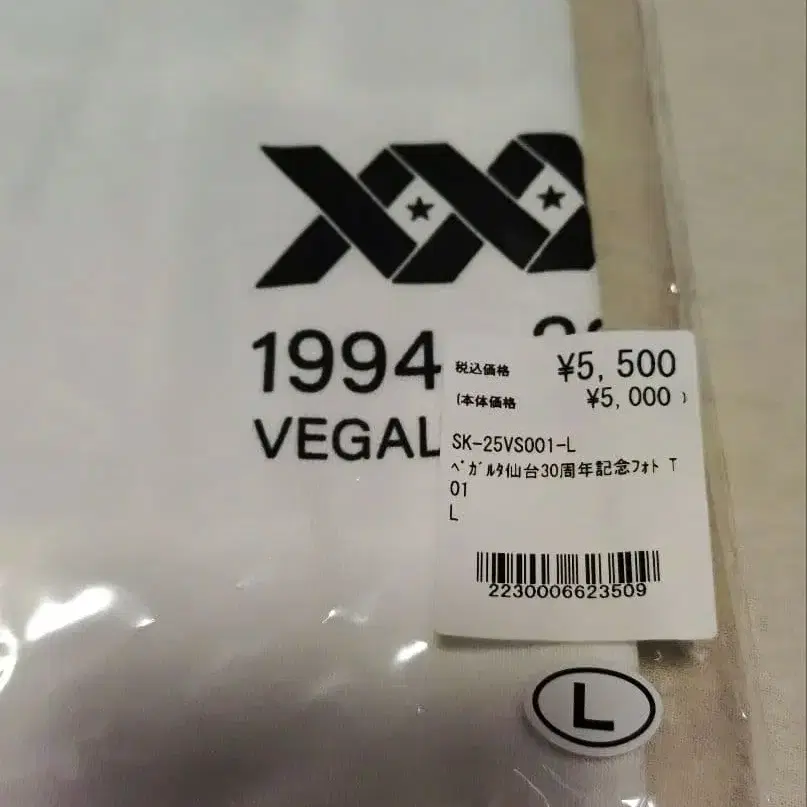 1994
VEGAL
税込価格 ¥5,500
(本体価格 ¥5,000 )
SK-25VS001-L
ﾍﾞｶﾞﾙﾀ仙台30周年記念ﾌｫﾄ T
01
L
2230006623509
L